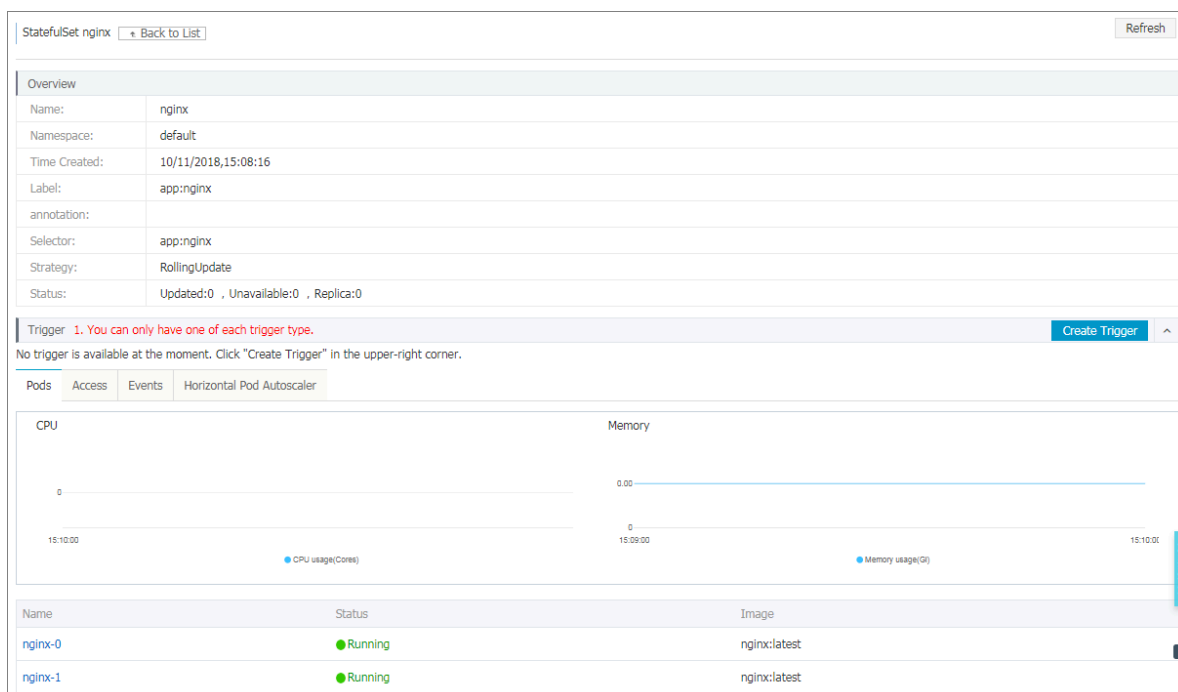 StatefulSet nginx Back to List Refresh
Overview
Name: nginx
Namespace: default
Time Created: 10/11/2018,15:08:16
Label: app:nginx
annotation:
Selector: app:nginx
Strategy: RollingUpdate
Status: Updated:0 , Unavailable:0 , Replica:0
Trigger 1. You can only have one of each trigger type. Create Trigger
No trigger is available at the moment. Click "Create Trigger" in the upper-right corner.
Pods Access Events Horizontal Pod Autoscaler
CPU Memory
0.00
0
0
15:10:00 15:09:00 15:10:00
CPU usage(Cores) Memory usage(GI)
Name Status Image
nginx-0 Running nginx:latest
nginx-1 Running nginx:latest